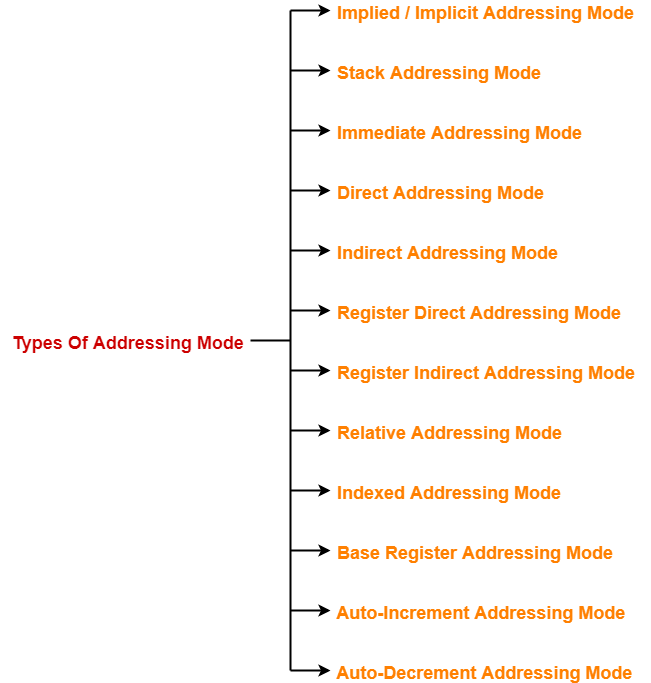 Implied / Implicit Addressing Mode
Stack Addressing Mode
Immediate Addressing Mode
Direct Addressing Mode
Indirect Addressing Mode
Register Direct Addressing Mode
Types Of Addressing Mode
Register Indirect Addressing Mode
Relative Addressing Mode
Indexed Addressing Mode
Base Register Addressing Mode
Auto-Increment Addressing Mode
Auto-Decrement Addressing Mode